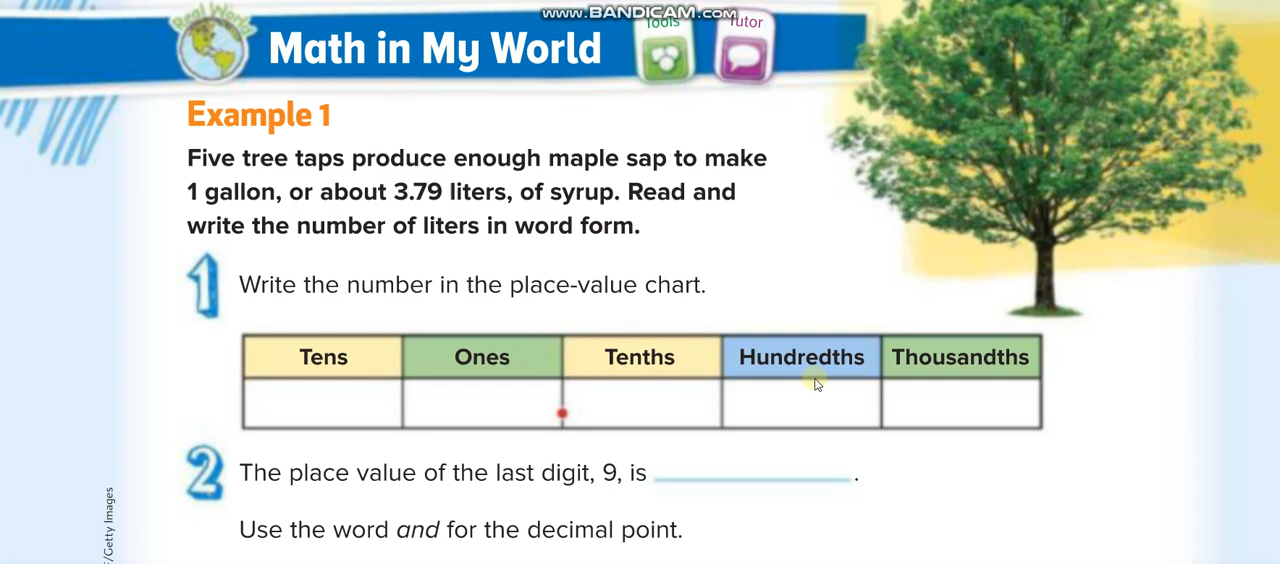 www.BANDICAM.com
Real World
Tools
Tutor
Math in My World
Example 1
Five tree taps produce enough maple sap to make
1 gallon, or about 3.79 liters, of syrup. Read and
write the number of liters in word form.
1 Write the number in the place-value chart.
Tens Ones Tenths Hundredths Thousandths
2 The place value of the last digit, 9, is .
Use the word and for the decimal point.
/Getty Images